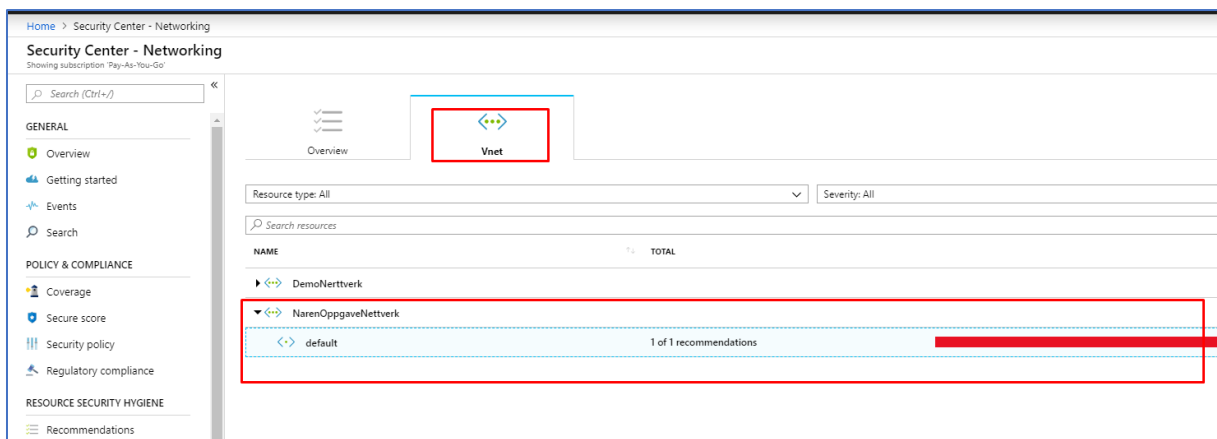 Home > Security Center - Networking
Security Center - Networking
Showing subscription 'Pay-As-You-Go'
Search (Ctrl+/)
«
GENERAL
Overview
Getting started
Events
Search
POLICY & COMPLIANCE
Coverage
Secure score
Security policy
Regulatory compliance
RESOURCE SECURITY HYGIENE
Recommendations
Overview
Vnet
Resource type: All
Severity: All
Search resources
NAME
TOTAL
DemoNerttverk
NarenOppgaveNettverk
default
1 of 1 recommendations